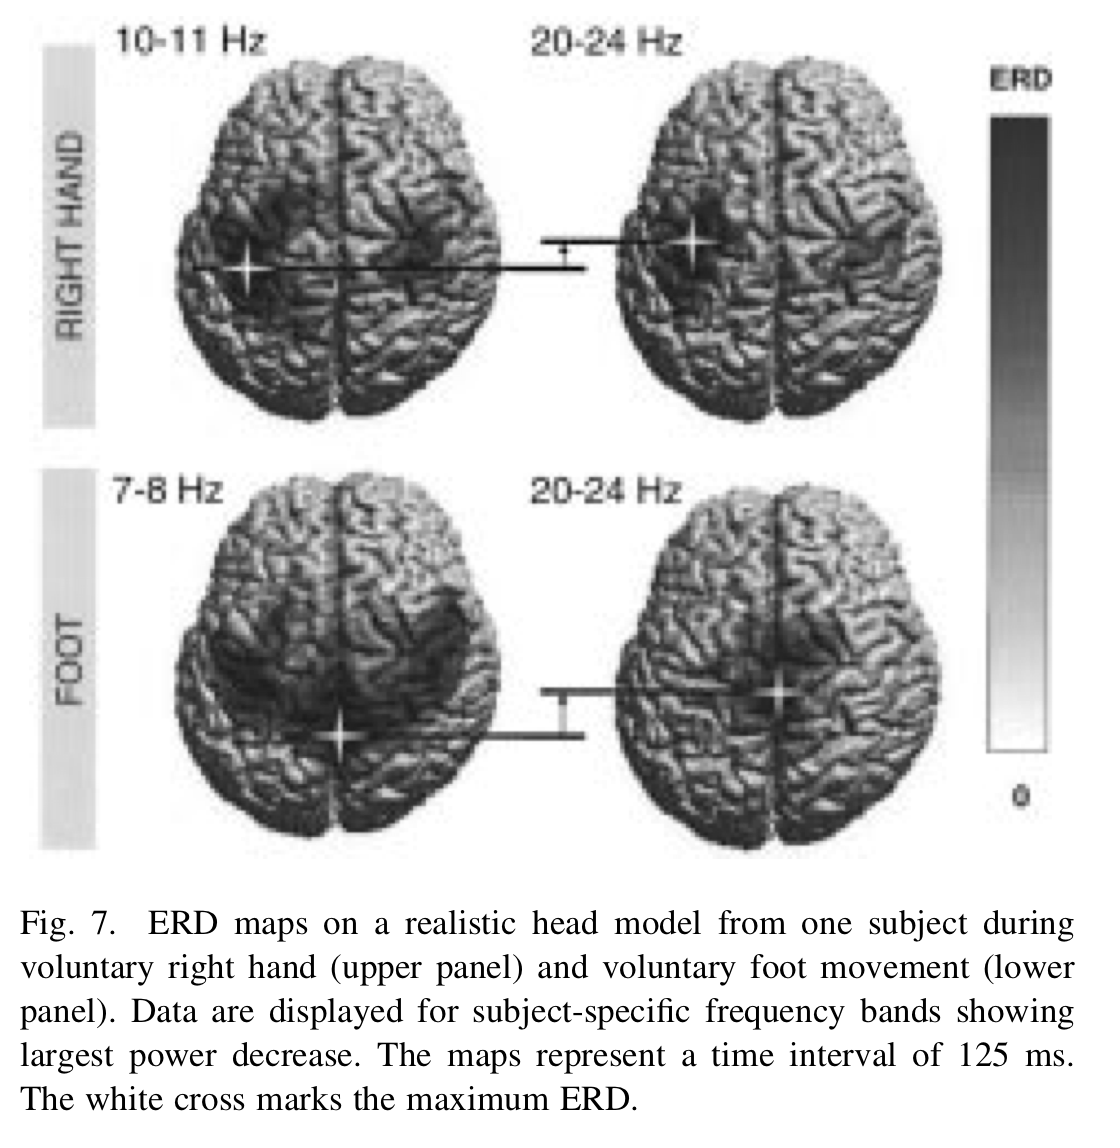 10-11 Hz
20-24 Hz
ERD
RIGHT HAND
7-8 Hz
20-24 Hz
FOOT
0
Fig. 7. ERD maps on a realistic head model from one subject during
voluntary right hand (upper panel) and voluntary foot movement (lower
panel). Data are displayed for subject-specific frequency bands showing
largest power decrease. The maps represent a time interval of 125 ms.
The white cross marks the maximum ERD.